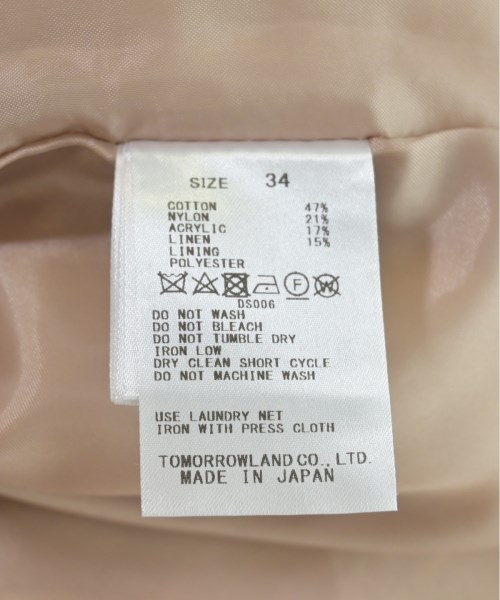 SIZE 34
COTTON 47%
NYLON 21%
ACRYLIC 17%
LINEN 15%
LINING
POLYESTER
F W
DS006
DO NOT WASH
DO NOT BLEACH
DO NOT TUMBLE DRY
IRON LOW
DRY CLEAN SHORT CYCLE
DO NOT MACHINE WASH
USE LAUNDRY NET
IRON WITH PRESS CLOTH
TOMORROWLAND CO., LTD.
MADE IN JAPAN